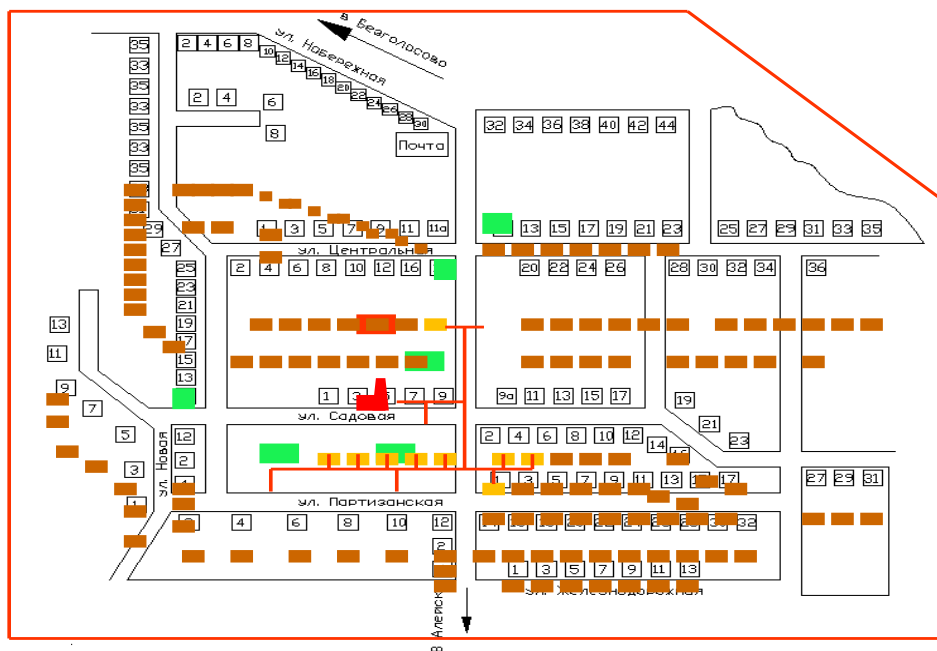 в Безголосово
ул. Набережная
35
2 4 6 8
10 12 14 16 18 20 22 24 26 28 30
33
35
33
35
33
35
2 4 6
8
Почта
32 34 36 38 40 42 44
29
27
1 3 5 7 9 11 11а
13 15 17 19 21 23
25 27 29 31 33 35
ул. Центральная
25
23
21
19
17
15
13
2 4 6 8 10 12 16
20 22 24 26
28 30 32 34
36
13
11
9
7
5
3
1
1 3 5 7 9
9а 11 13 15 17
19
21
23
ул. Садовая
ул. Новая
12
2
2 4 6 8 10 12
14
16
1 3 5 7 9 11 13 15 17
27 29 31
ул. Партизанская
4 6 8 10 12
2
32
1 3 5 7 9 11 13
ул. Железнодорожная
в Алейск